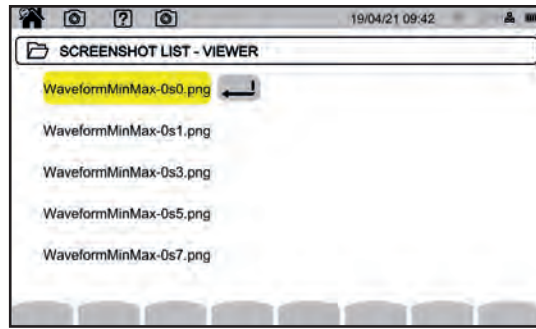 19/04/21 09:42
SCREENSHOT LIST - VIEWER
WaveformMinMax-0s0.png
WaveformMinMax-0s1.png
WaveformMinMax-0s3.png
WaveformMinMax-0s5.png
WaveformMinMax-0s7.png